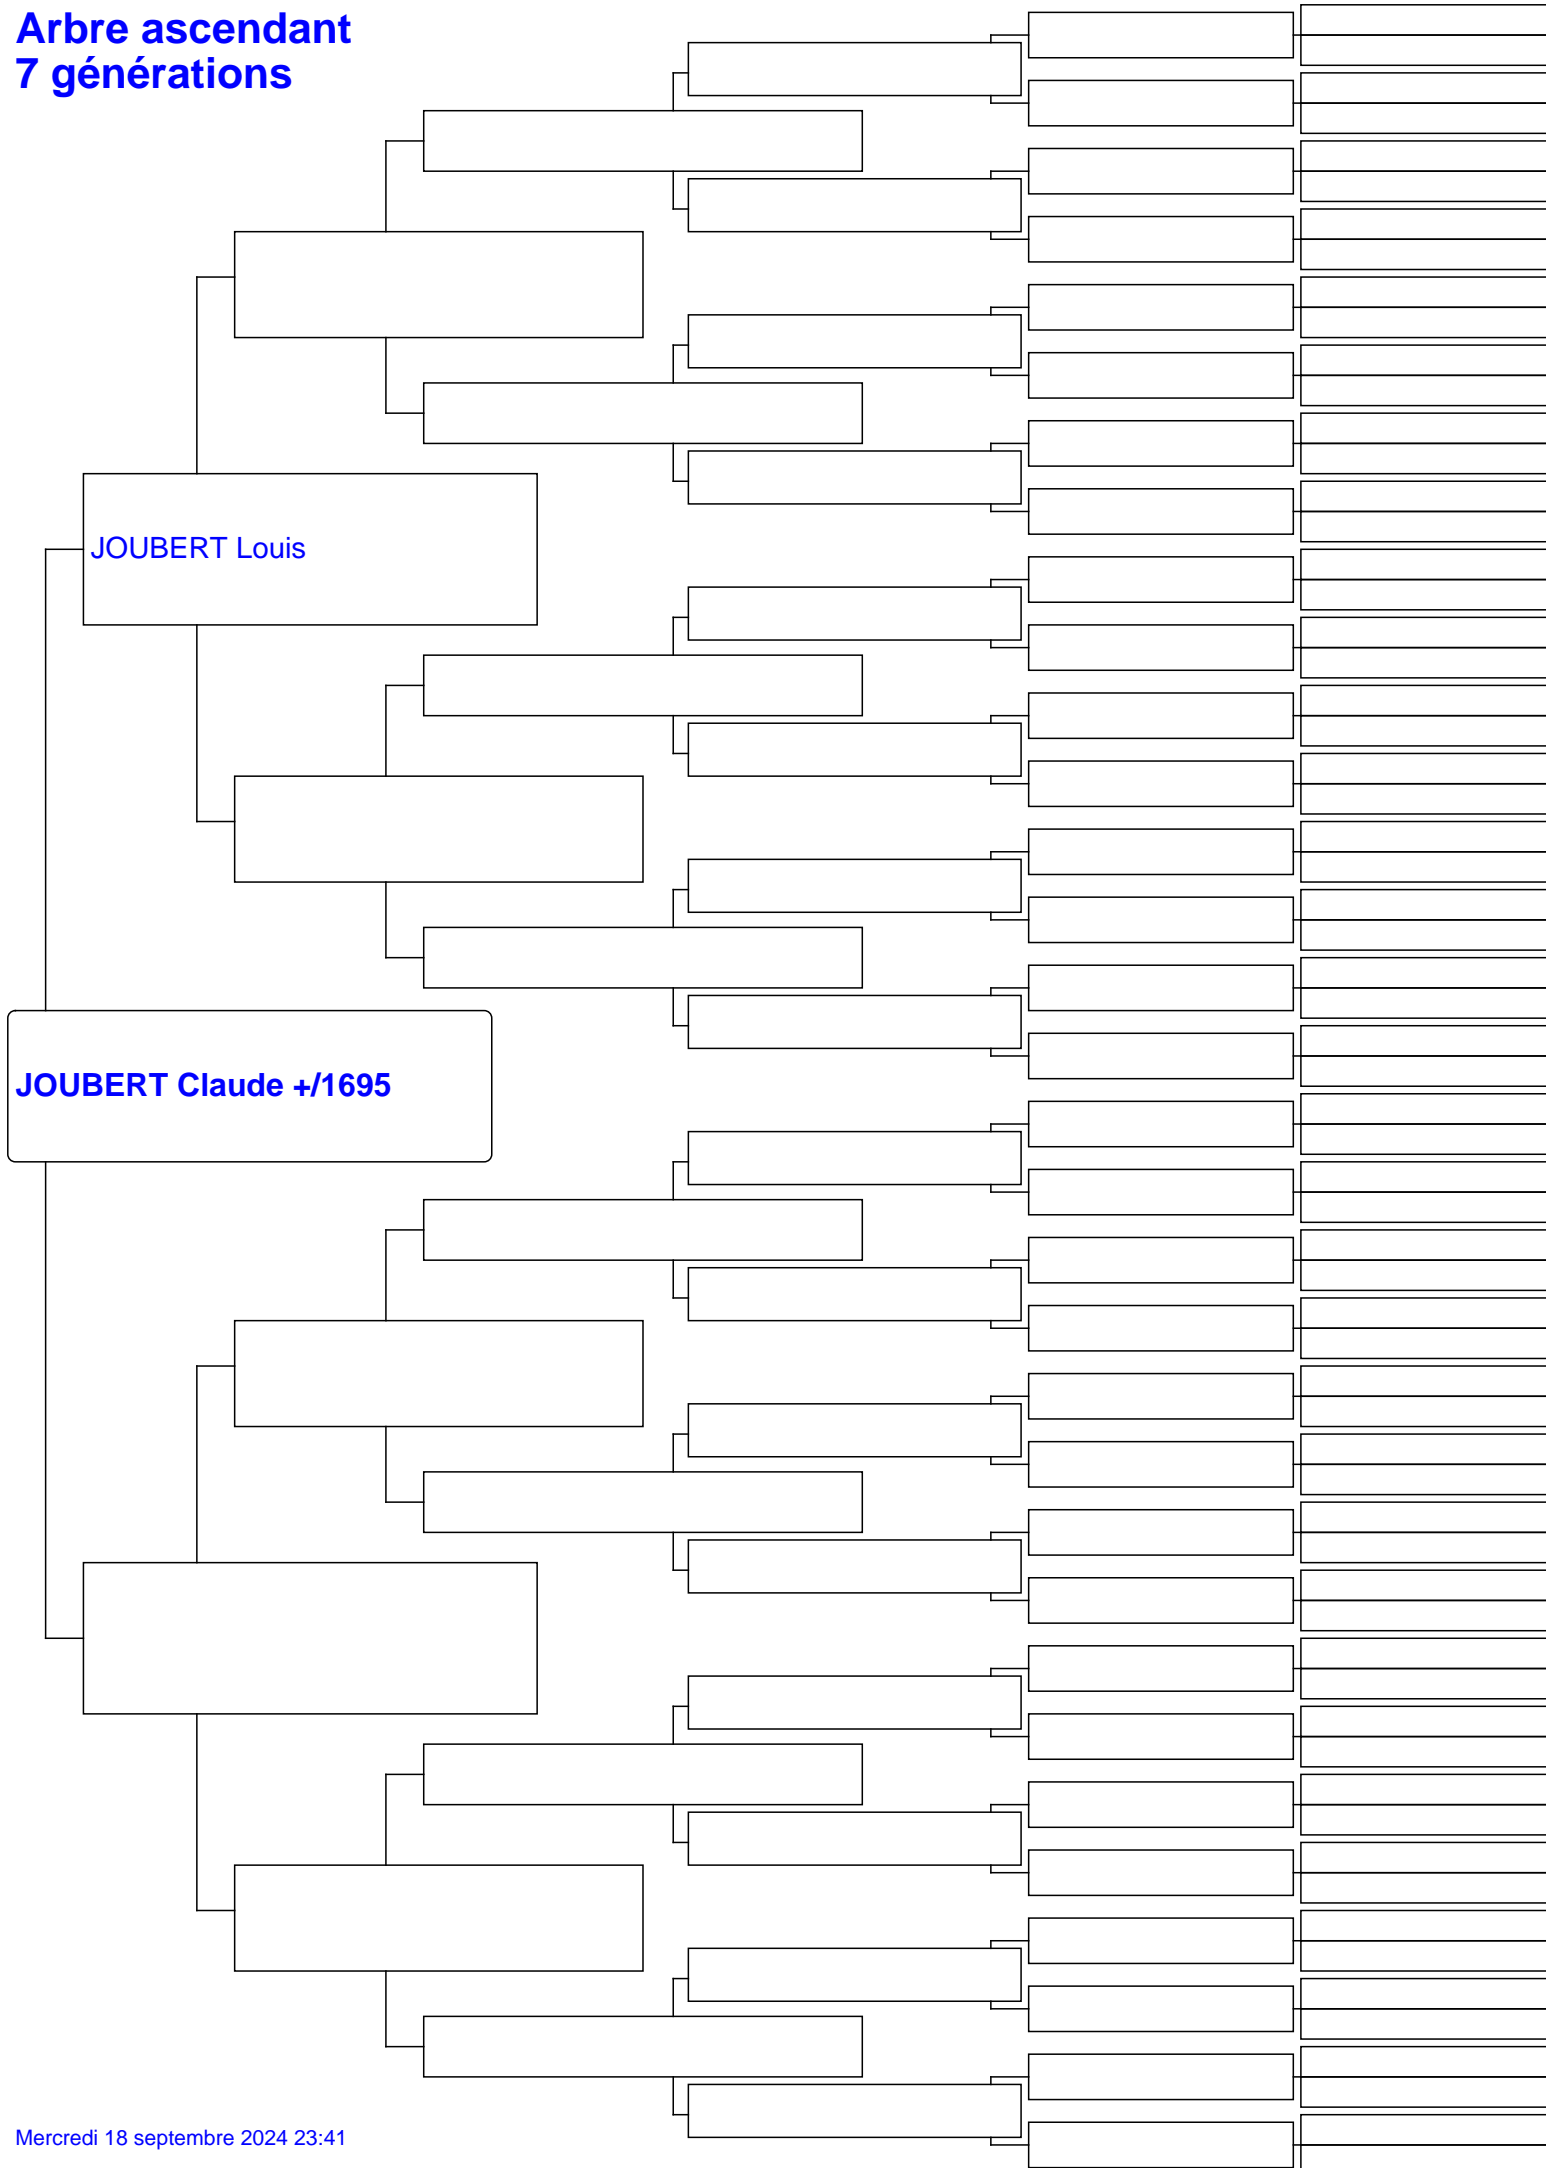 Arbre ascendant
7 générations
JOUBERT Louis
JOUBERT Claude +/1695
Mercredi 18 septembre 2024 23:41